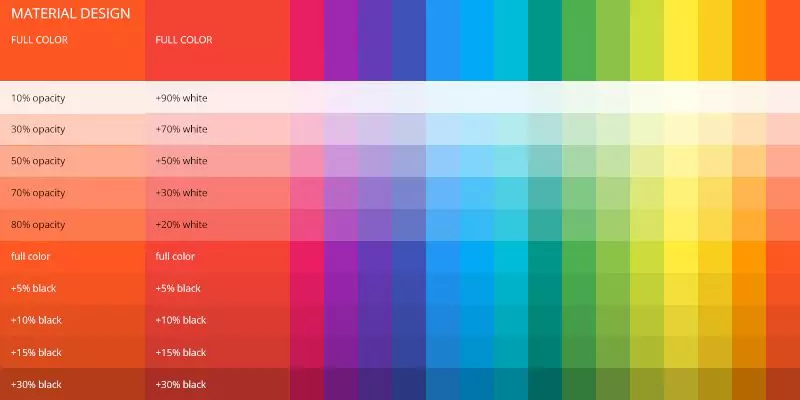 MATERIAL DESIGN
FULL COLOR
FULL COLOR
10% opacity
+90% white
30% opacity
+70% white
50% opacity
+50% white
70% opacity
+30% white
80% opacity
+20% white
full color
full color
+5% black
+5% black
+10% black
+10% black
+15% black
+15% black
+30% black
+30% black